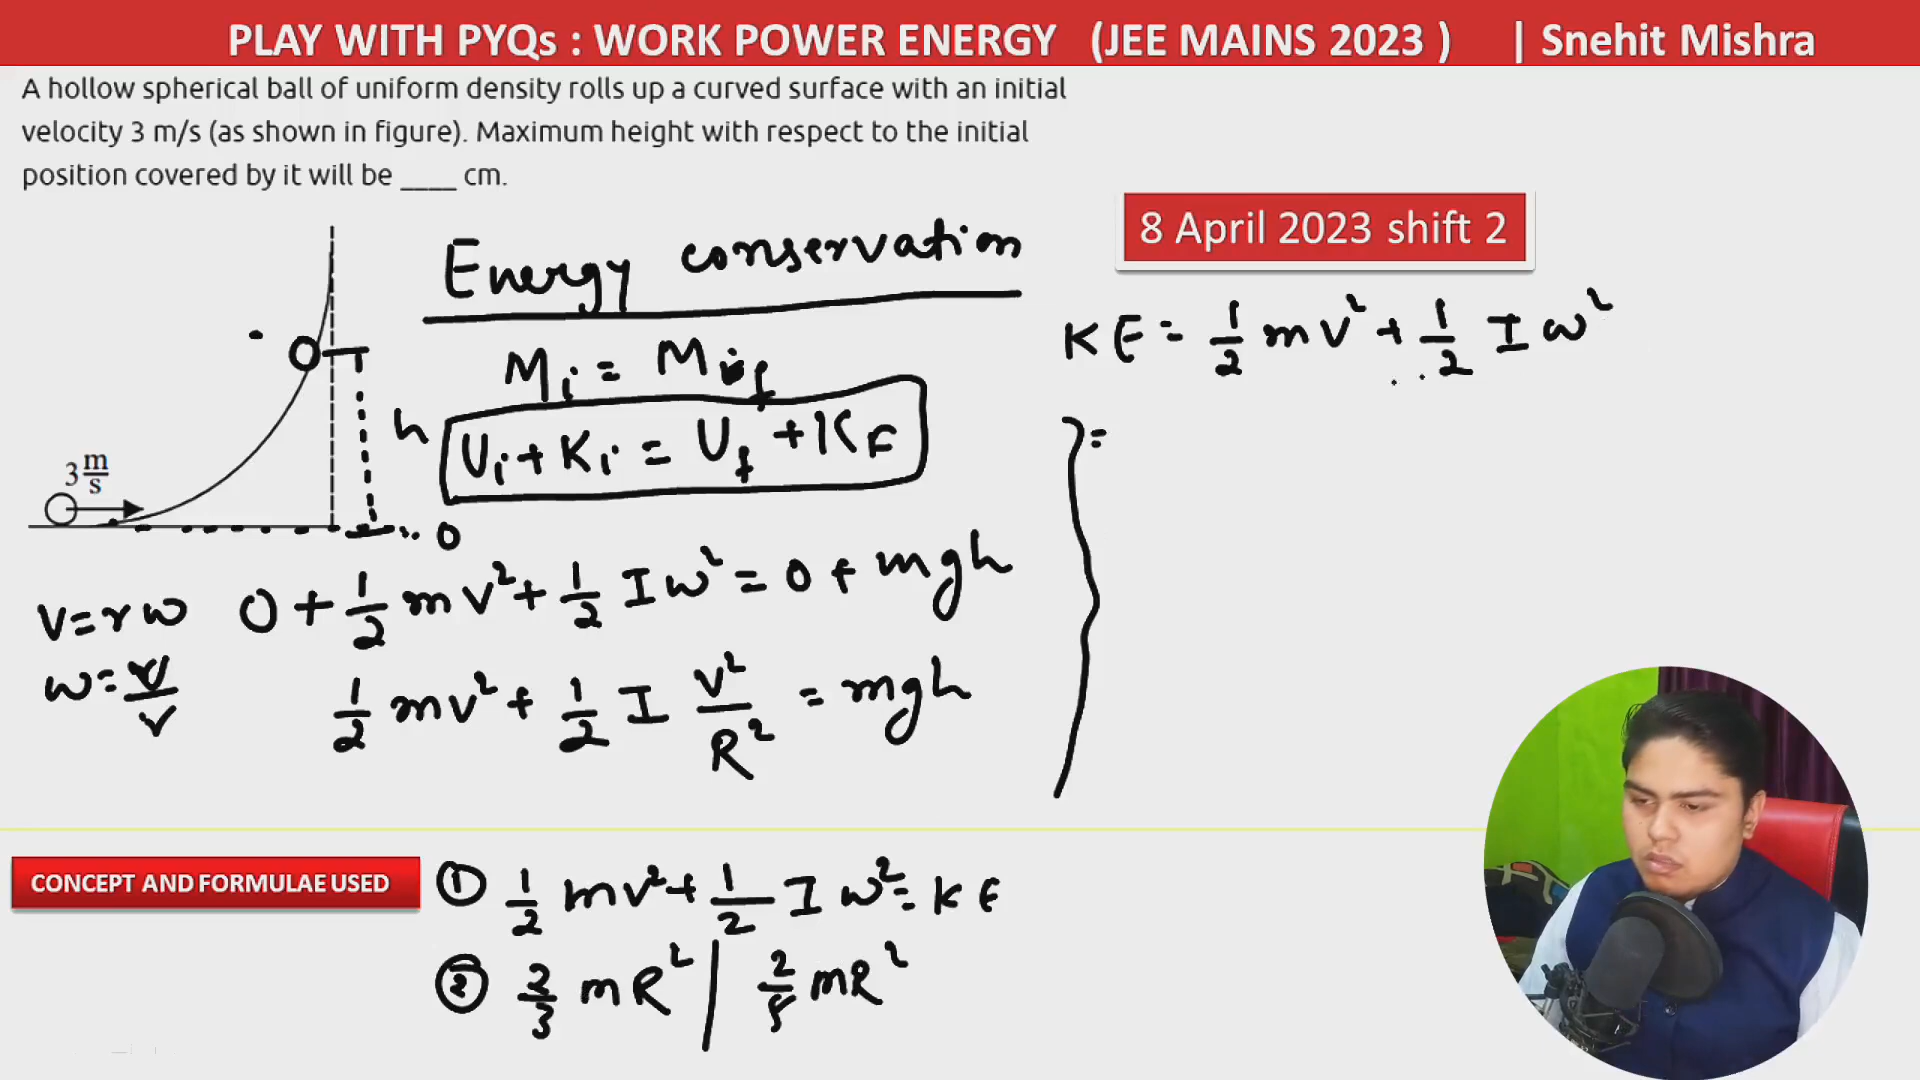 PLAY WITH PYQs : WORK POWER ENERGY (JEE MAINS 2023 ) | Snehit Mishra
A hollow spherical ball of uniform density rolls up a curved surface with an initial
velocity 3 m/s (as shown in figure). Maximum height with respect to the initial
position covered by it will be ____ cm.
8 April 2023 shift 2
Energy conservation
KE = 1/2 mv² + 1/2 I ω²
Mi = Mf
Ui + Ki = Uf + KF
h
3 m/s
0
=
v = rω
0 + 1/2 mv² + 1/2 I ω² = 0 + mgh
ω = v/r
1/2 mv² + 1/2 I v²/R² = mgh
CONCEPT AND FORMULAE USED
① 1/2 mv² + 1/2 I ω² = KE
② 2/3 mR² | 2/5 mR²